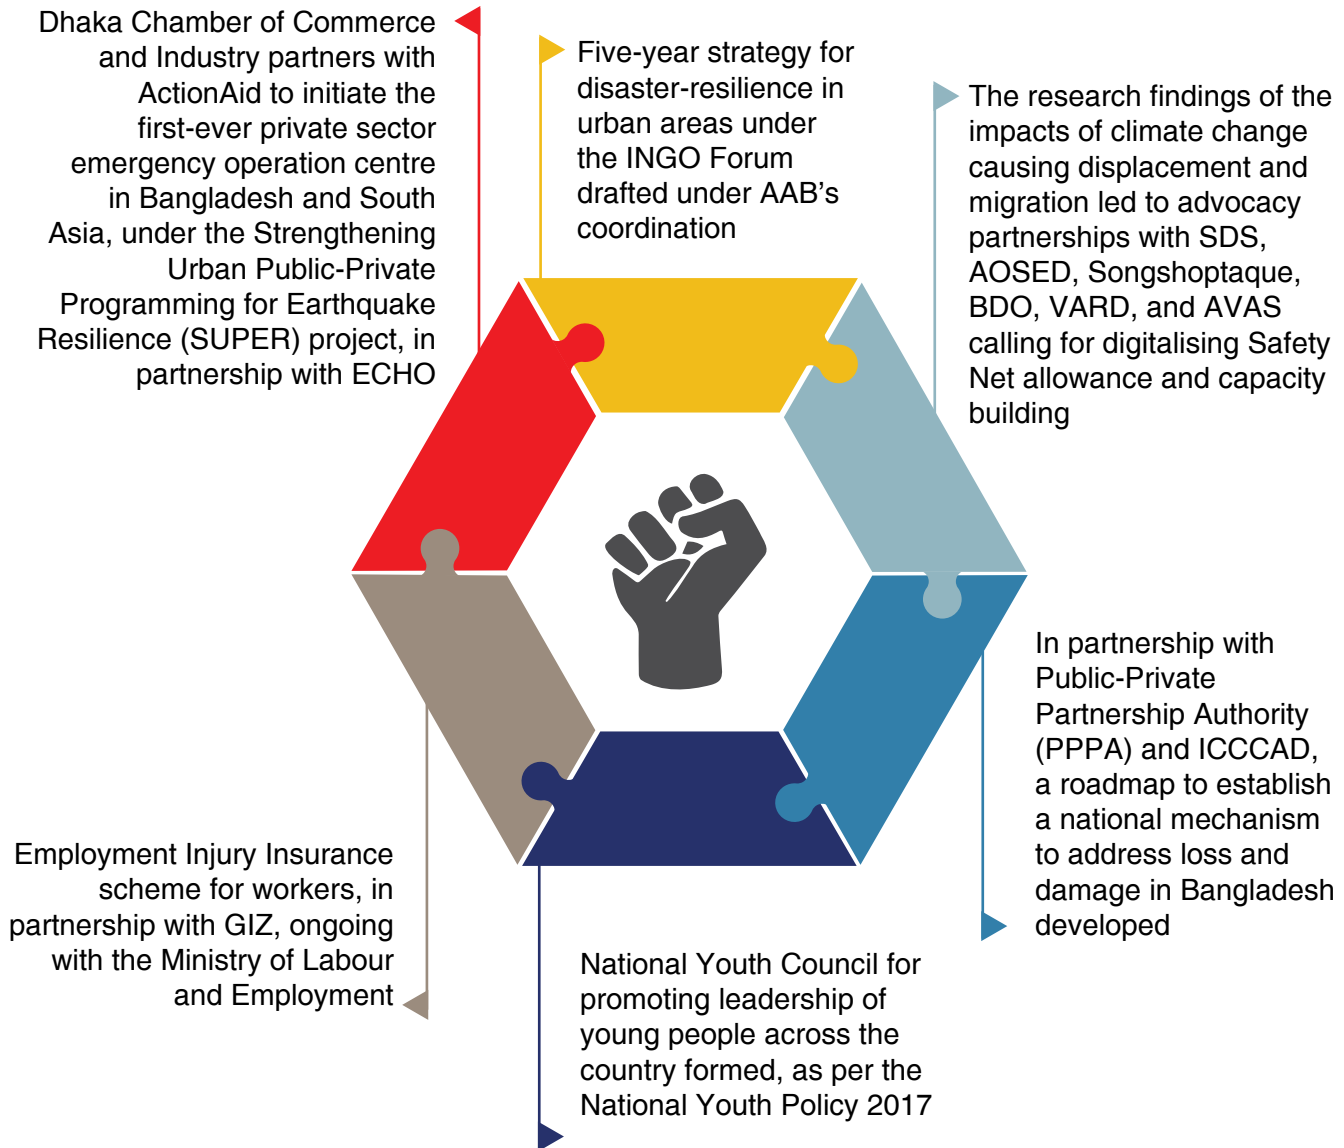 Dhaka Chamber of Commerce
and Industry partners with
ActionAid to initiate the
first-ever private sector
emergency operation centre
in Bangladesh and South
Asia, under the Strengthening
Urban Public-Private
Programming for Earthquake
Resilience (SUPER) project, in
partnership with ECHO
Five-year strategy for
disaster-resilience in
urban areas under
the INGO Forum
drafted under AAB’s
coordination
The research findings of the
impacts of climate change
causing displacement and
migration led to advocacy
partnerships with SDS,
AOSED, Songshoptaque,
BDO, VARD, and AVAS
calling for digitalising Safety
Net allowance and capacity
building
In partnership with
Public-Private
Partnership Authority
(PPPA) and ICCCAD,
a roadmap to establish
a national mechanism
to address loss and
damage in Bangladesh
developed
Employment Injury Insurance
scheme for workers, in
partnership with GIZ, ongoing
with the Ministry of Labour
and Employment
National Youth Council for
promoting leadership of
young people across the
country formed, as per the
National Youth Policy 2017